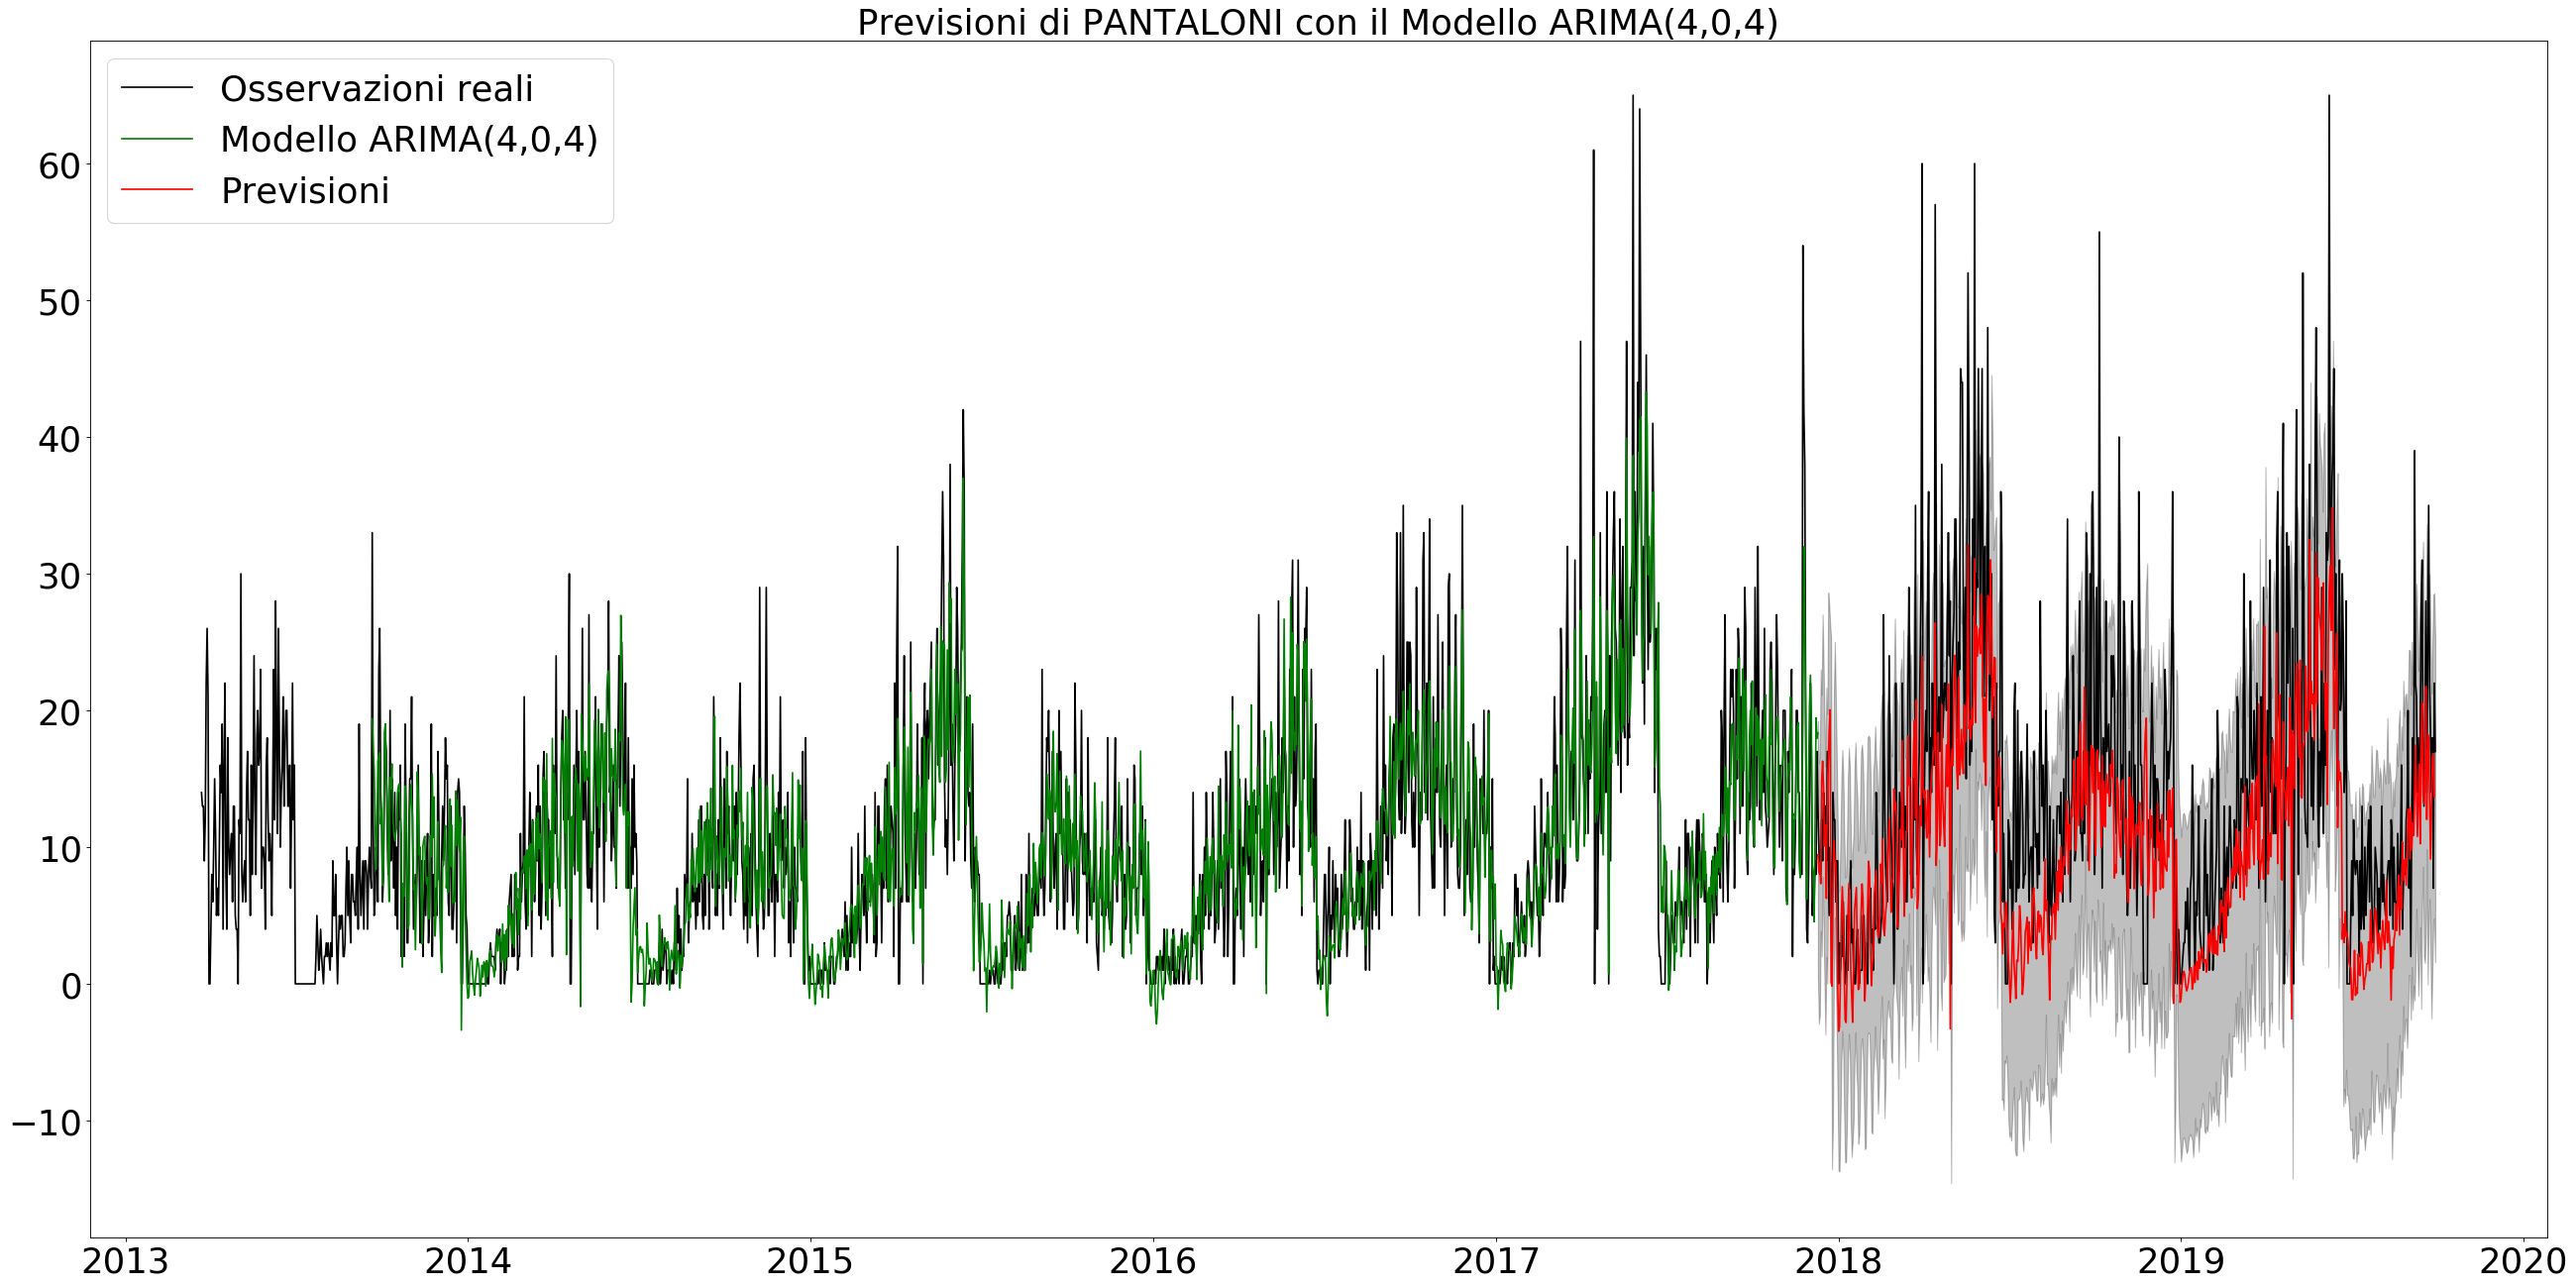 Previsioni di PANTALONI con il Modello ARIMA(4,0,4)
Osservazioni reali
Modello ARIMA(4,0,4)
Previsioni
60
50
40
30
20
10
0
−10
2013 2014 2015 2016 2017 2018 2019 2020